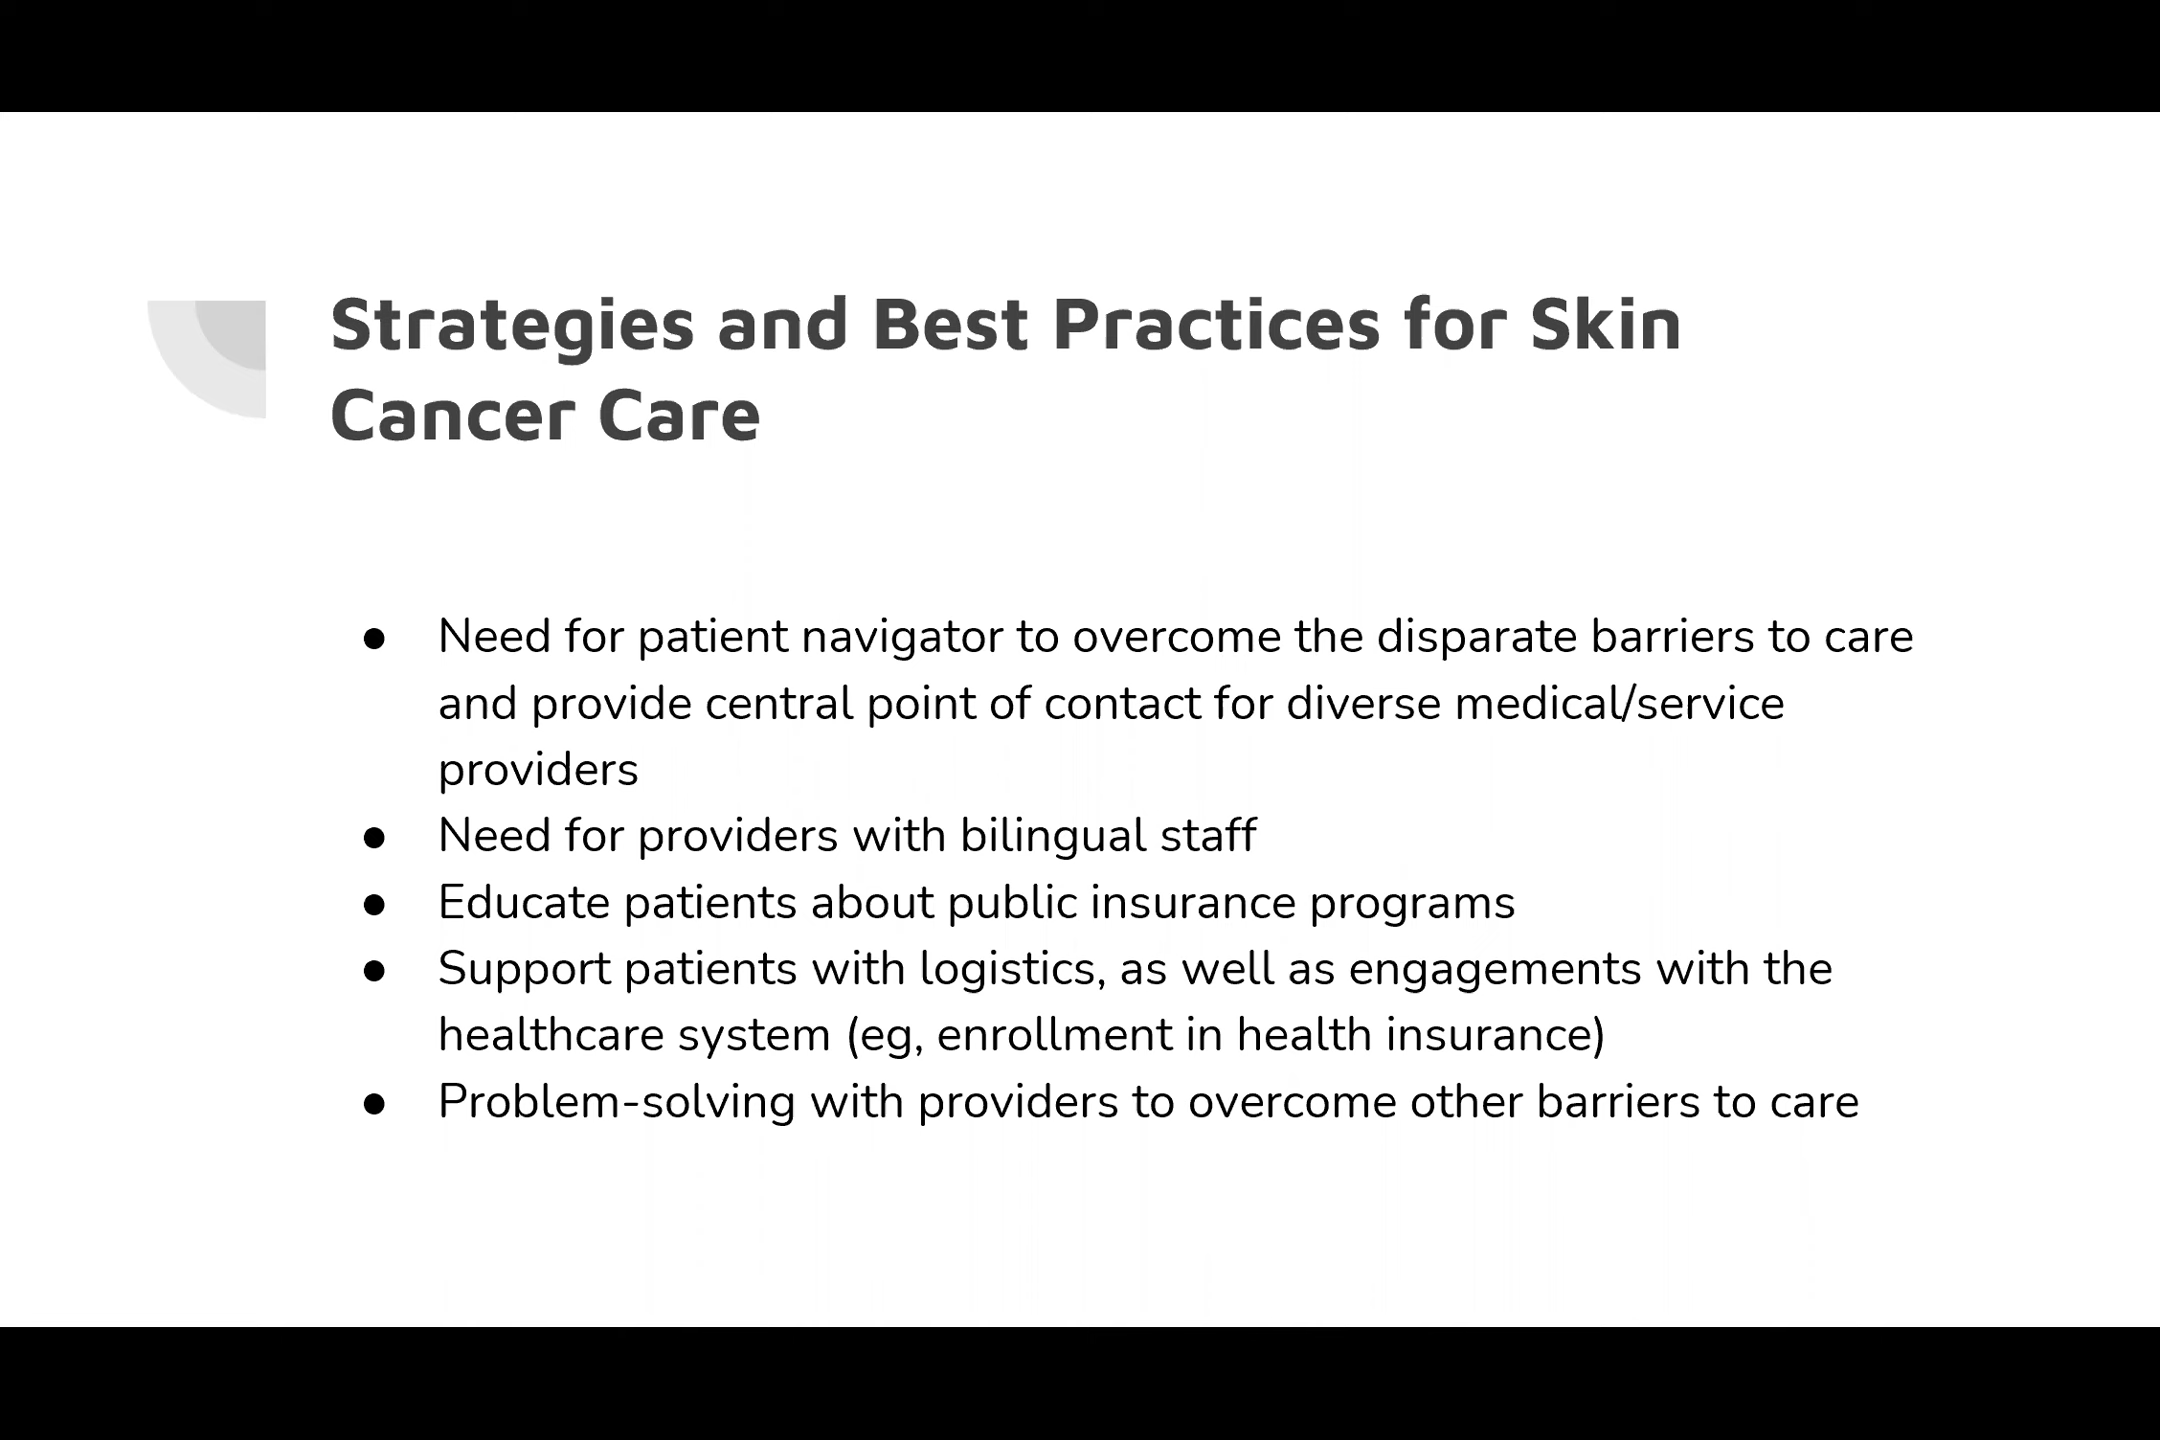 Strategies and Best Practices for Skin
Cancer Care
● Need for patient navigator to overcome the disparate barriers to care
and provide central point of contact for diverse medical/service
providers
● Need for providers with bilingual staff
● Educate patients about public insurance programs
● Support patients with logistics, as well as engagements with the
healthcare system (eg, enrollment in health insurance)
● Problem-solving with providers to overcome other barriers to care